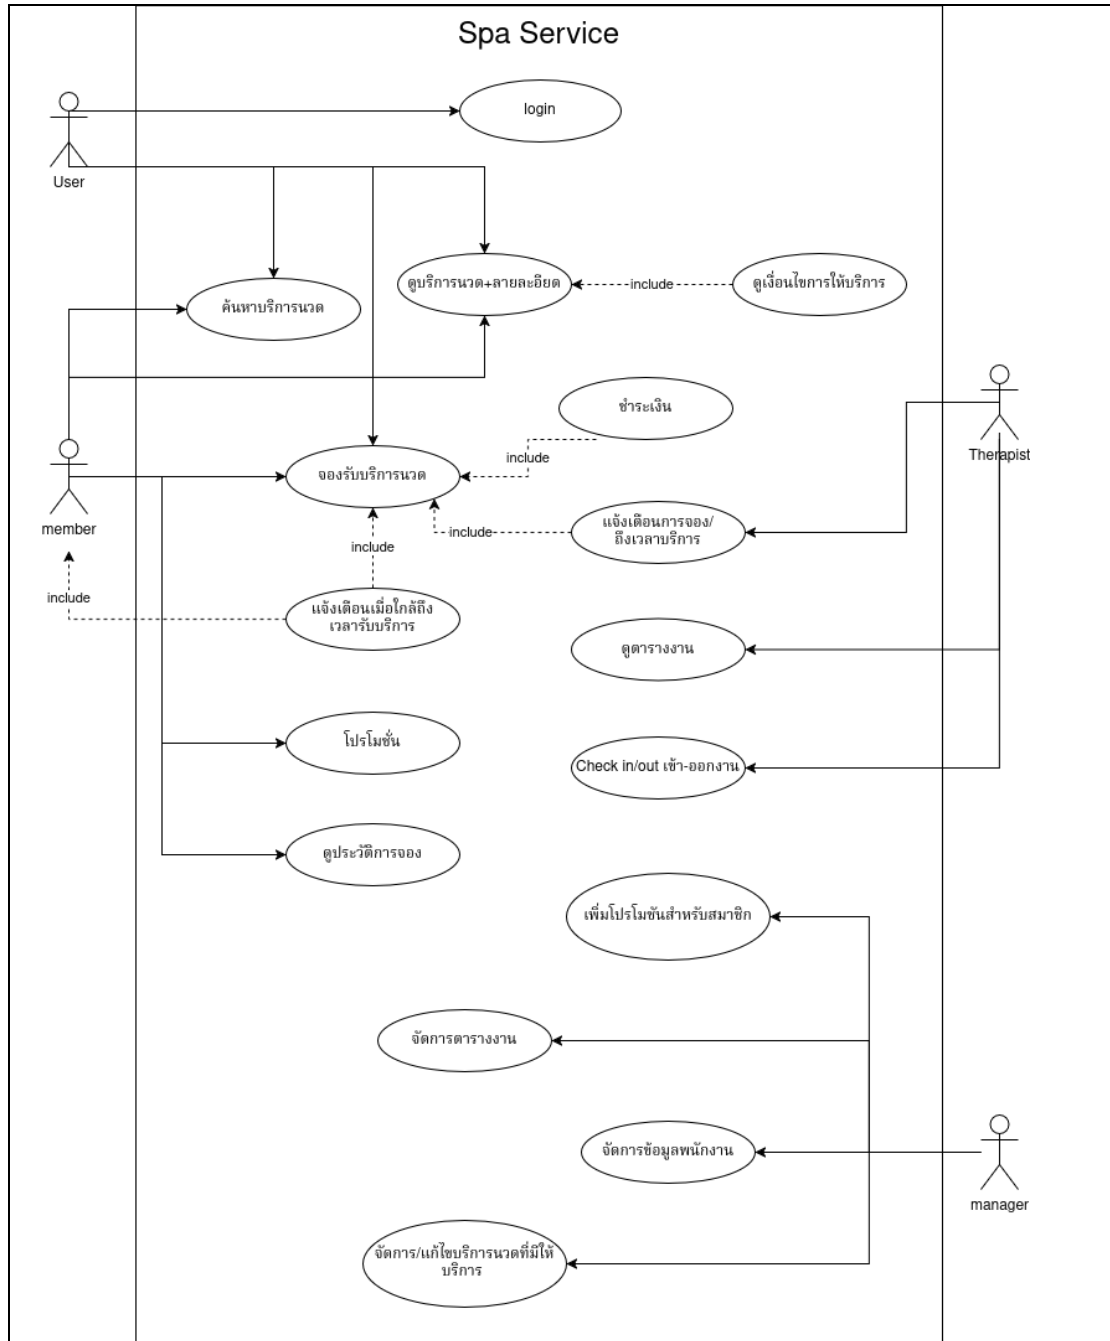 Spa Service
login
User
ดูบริการนวด+ลายละอียด
include
ดูเงื่อนไขการให้บริการ
ค้นหาบริการนวด
ชำระเงิน
Therapist
include
จองรับบริการนวด
member
แจ้งเตือนการจอง/
ถึงเวลาบริการ
include
include
include
แจ้งเตือนเมื่อใกล้ถึง
เวลารับบริการ
ดูตารางงาน
โปรโมชั่น
Check in/out เข้า-ออกงาน
ดูประวัติการจอง
เพิ่มโปรโมชันสำหรับสมาชิก
จัดการตารางงาน
จัดการข้อมูลพนักงาน
manager
จัดการ/แก้ไขบริการนวดที่มีให้
บริการ